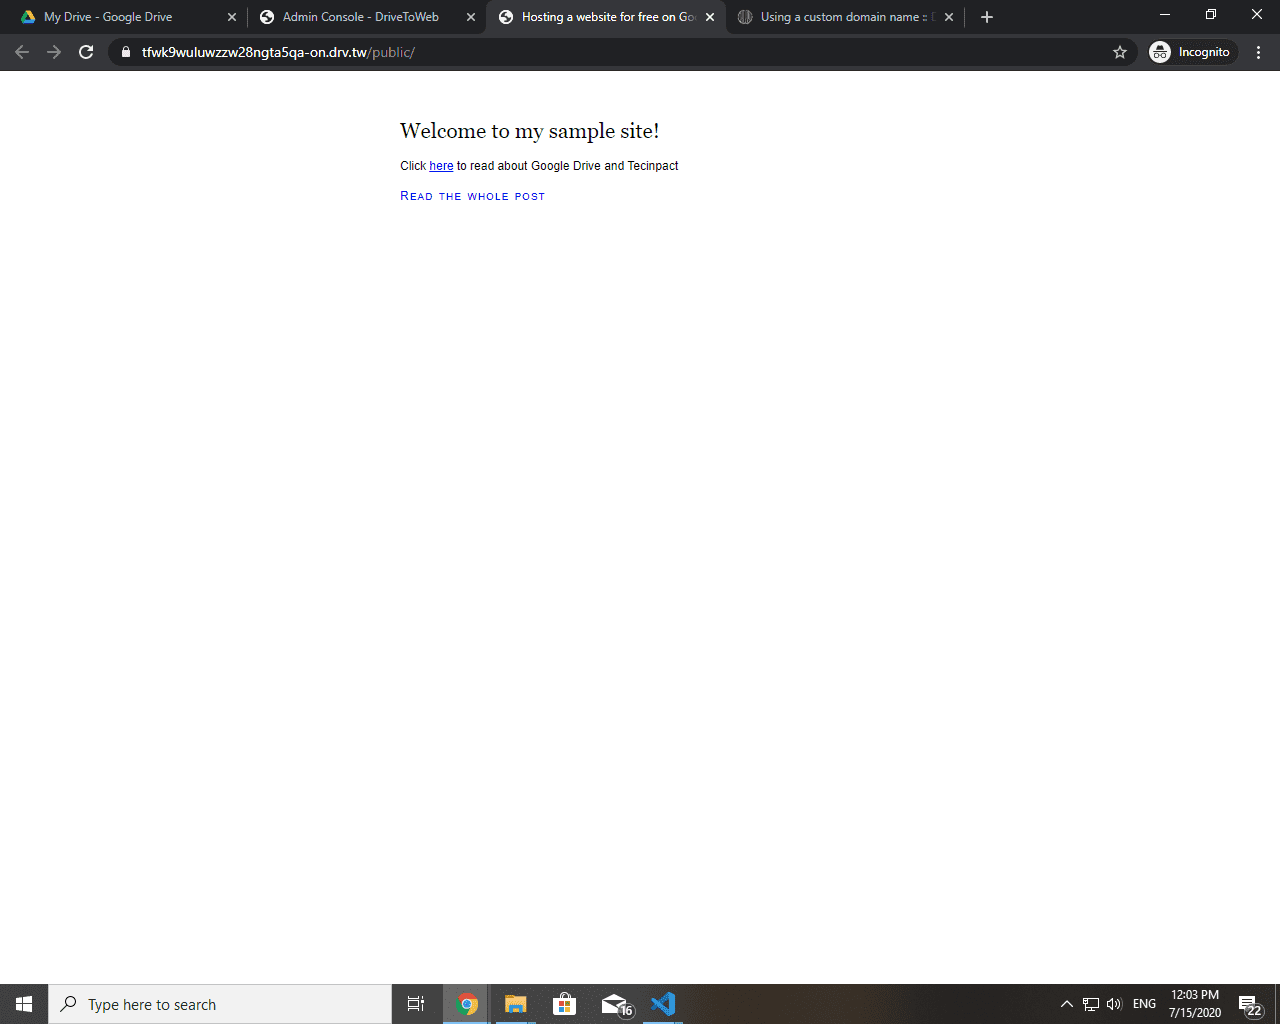 My Drive - Google Drive
Admin Console - DriveToWeb
Hosting a website for free on Go
Using a custom domain name ::
tfwk9wuluwzzw28ngta5qa-on.drv.tw/public/
Incognito
Welcome to my sample site!
Click here to read about Google Drive and Tecinpact
Read the whole post
Type here to search
16
ENG
12:03 PM
7/15/2020
22